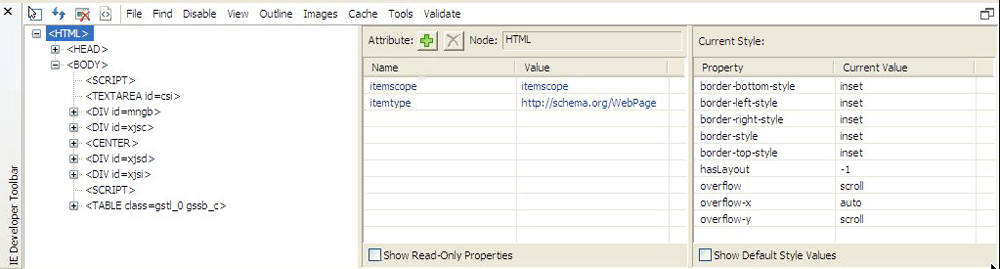 File Find Disable View Outline Images Cache Tools Validate
IE Developer Toolbar
<HTML>
<HEAD>
<BODY>
<SCRIPT>
<TEXTAREA id=csi>
<DIV id=mngb>
<DIV id=xjsc>
<CENTER>
<DIV id=xjsd>
<DIV id=xjsi>
<SCRIPT>
<TABLE class=gstl_0 gssb_c>
Attribute: Node: HTML
Name Value
itemscope itemscope
itemtype http://schema.org/WebPage
Show Read-Only Properties
Current Style:
Property Current Value
border-bottom-style inset
border-left-style inset
border-right-style inset
border-style inset
border-top-style inset
hasLayout -1
overflow scroll
overflow-x auto
overflow-y scroll
Show Default Style Values